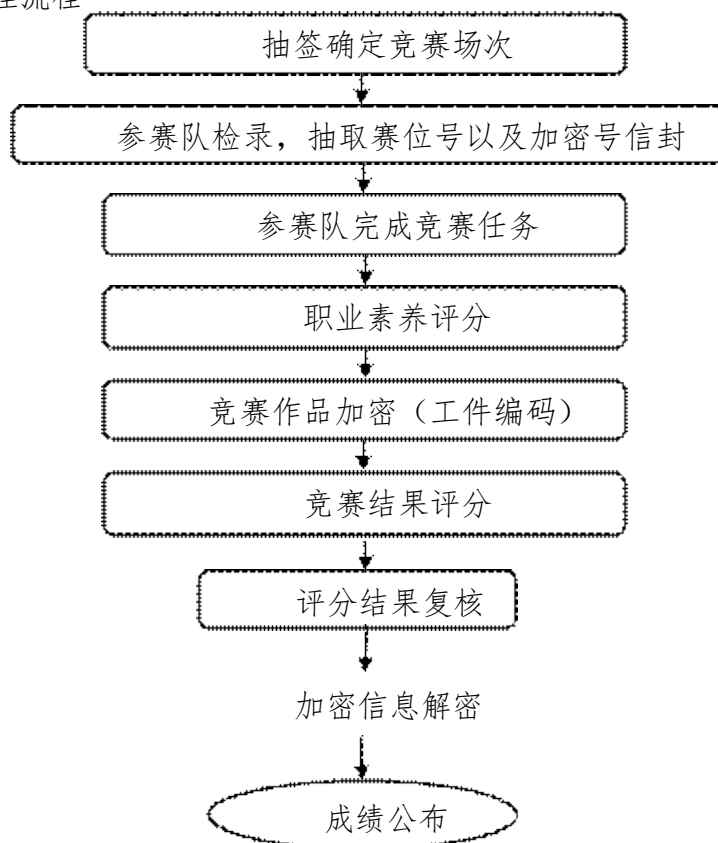 抽签确定竞赛场次
参赛队检录，抽取赛位号以及加密号信封
参赛队完成竞赛任务
职业素养评分
竞赛作品加密（工件编码）
竞赛结果评分
评分结果复核
加密信息解密
成绩公布